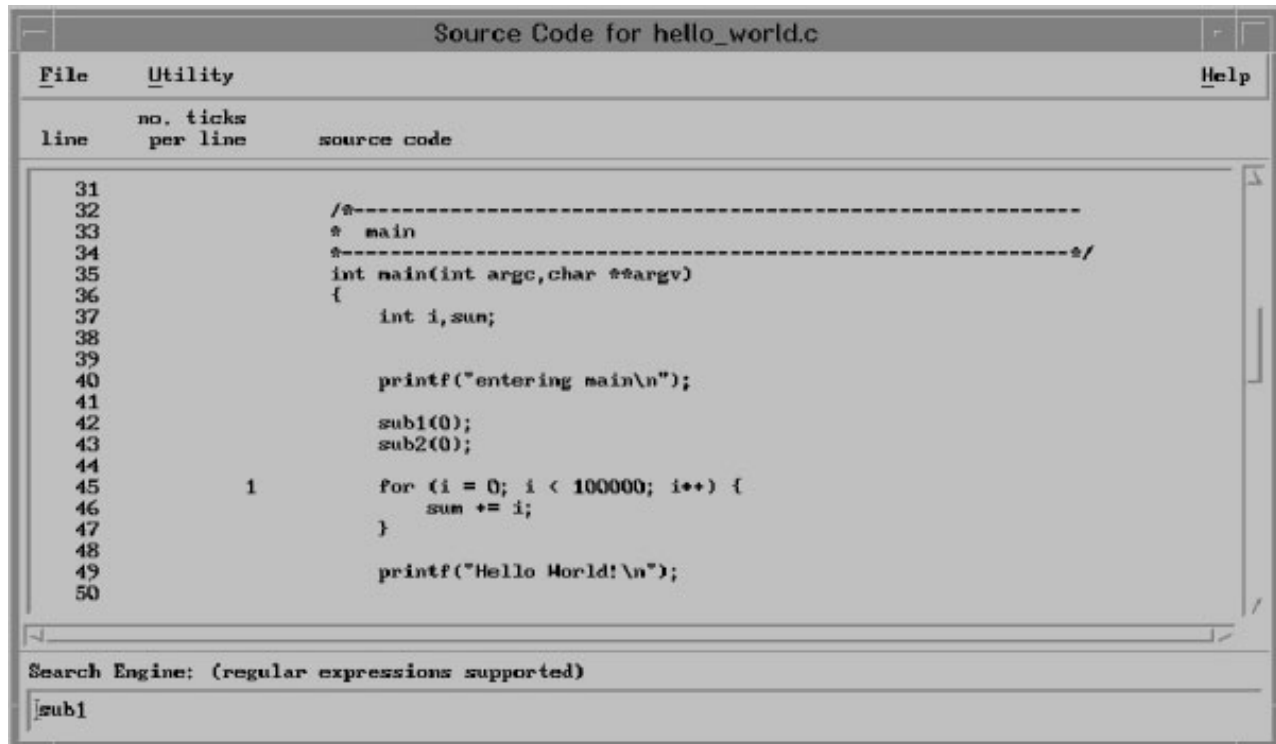 Source Code for hello_world.c
File Utility Help
no. ticks
line per line source code
31
32 /*-------------------------------------------------------------
33 * main
34 *-------------------------------------------------------------*/
35 int main(int argc,char **argv)
36 {
37 int i,sum;
38
39
40 printf("entering main\n");
41
42 sub1(0);
43 sub2(0);
44
45 1 for (i = 0; i < 100000; i++) {
46 sum += i;
47 }
48
49 printf("Hello World!\n");
50
Search Engine: (regular expressions supported)
sub1